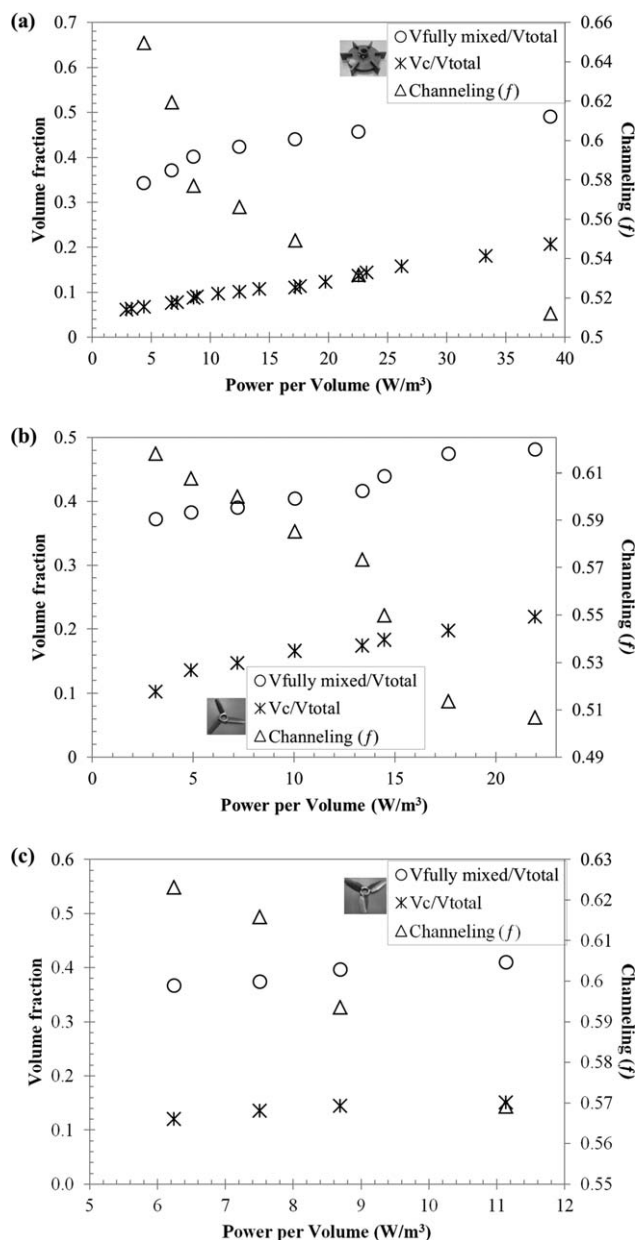 (a)
0.7
0.6
0.5
0.4
0.3
0.2
0.1
0
Volume fraction
0.66
0.64
0.62
0.6
0.58
0.56
0.54
0.52
0.5
Channeling (f)
Vfully mixed/Vtotal
Vc/Vtotal
Channeling (f)
0 5 10 15 20 25 30 35 40
Power per Volume (W/m³)
(b)
0.5
0.4
0.3
0.2
0.1
0
Volume fraction
0.61
0.59
0.57
0.55
0.53
0.51
0.49
Channeling (f)
Vfully mixed/Vtotal
Vc/Vtotal
Channeling (f)
0 5 10 15 20
Power per Volume (W/m³)
(c)
0.6
0.5
0.4
0.3
0.2
0.1
0.0
Volume fraction
0.63
0.62
0.61
0.6
0.59
0.58
0.57
0.56
0.55
Channeling (f)
Vfully mixed/Vtotal
Vc/Vtotal
Channeling (f)
5 6 7 8 9 10 11 12
Power per Volume (W/m³)